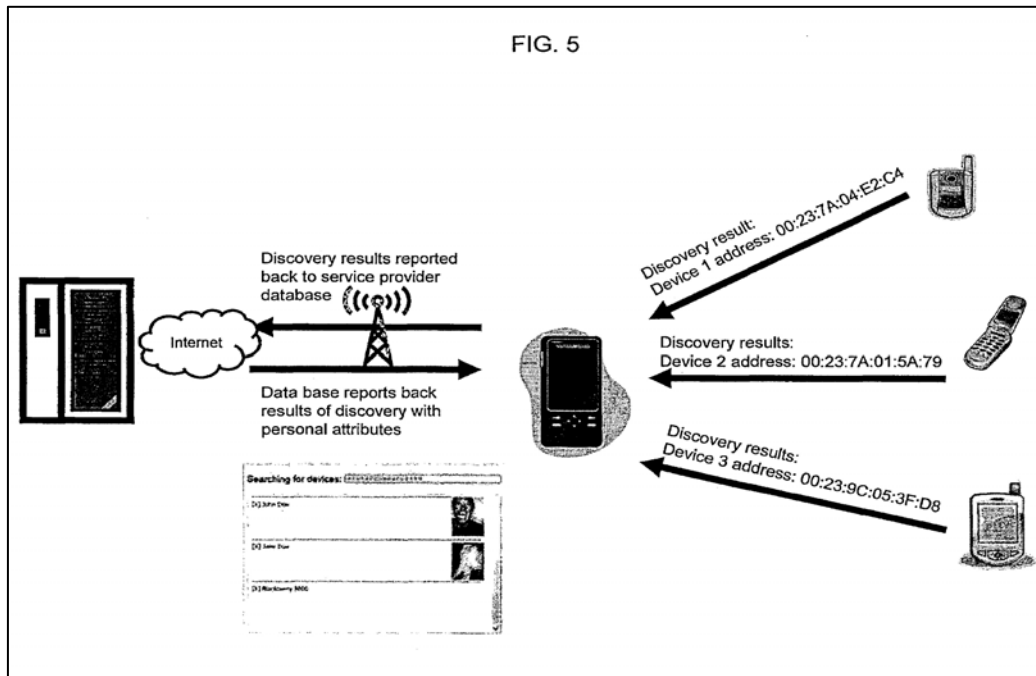 FIG. 5
Discovery result:
Device 1 address: 00:23:7A:04:E2:C4
Discovery results reported
back to service provider
database
Internet
Discovery results:
Device 2 address: 00:23:7A:01:5A:79
Data base reports back
results of discovery with
personal attributes
Discovery results:
Device 3 address: 00:23:9C:05:3F:D8
Searching for devices:
[x] John Doe
[x] Jane Doe
[x] Blackberry 8800